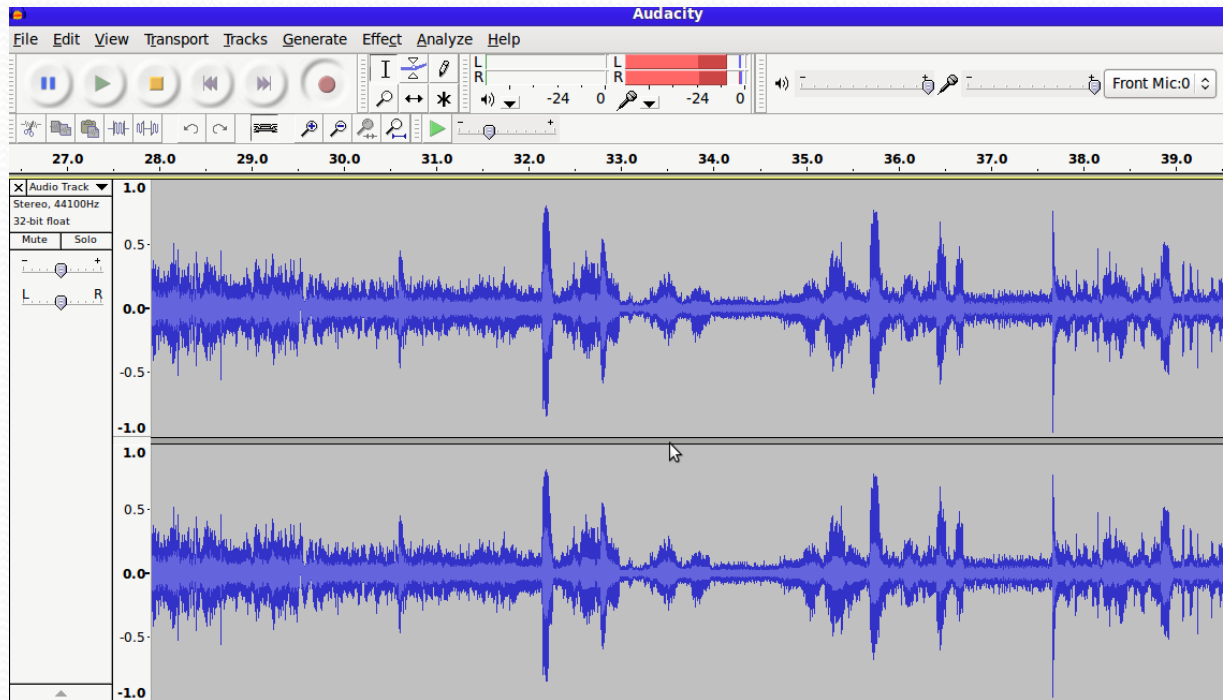 Audacity
File Edit View Transport Tracks Generate Effect Analyze Help
L
R
-24 0
L
R
-24 0
- +
- +
Front Mic:0
- +
27.0 28.0 29.0 30.0 31.0 32.0 33.0 34.0 35.0 36.0 37.0 38.0 39.0
X Audio Track
Stereo, 44100Hz
32-bit float
Mute Solo
- +
L R
1.0
0.5
0.0
-0.5
-1.0
1.0
0.5
0.0
-0.5
-1.0